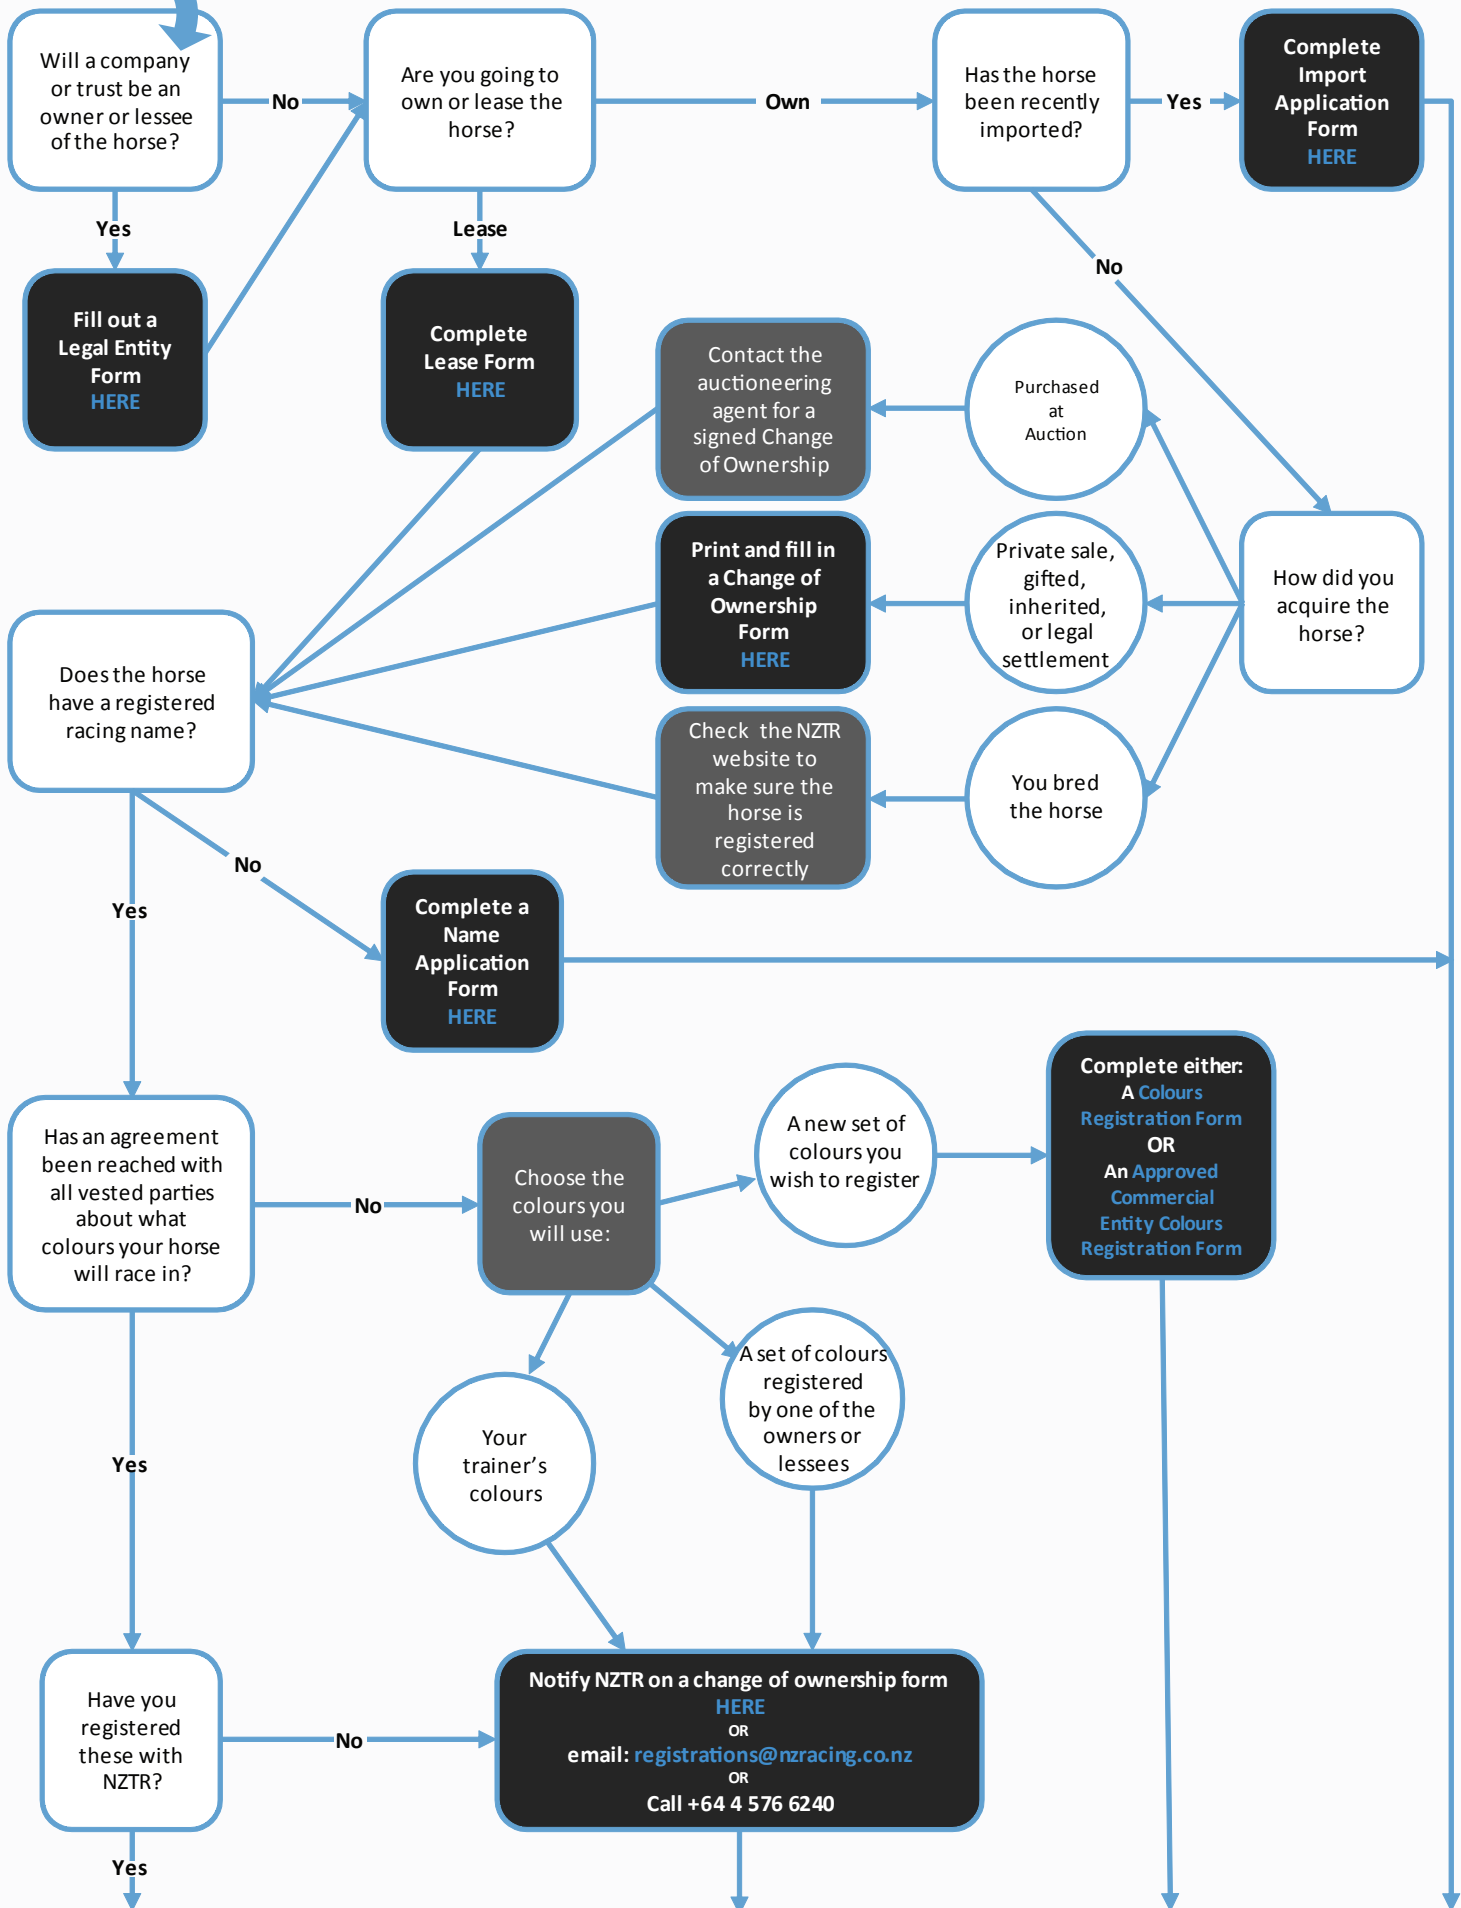 Will a company
or trust be an
owner or lessee
of the horse?
No
Are you going to
own or lease the
horse?
Own
Has the horse
been recently
imported?
Yes
Complete
Import
Application
Form
HERE
Yes
Lease
No
Fill out a
Legal Entity
Form
HERE
Complete
Lease Form
HERE
Contact the
auctioneering
agent for a
signed Change
of Ownership
Purchased
at
Auction
Print and fill in
a Change of
Ownership
Form
HERE
Private sale,
gifted,
inherited,
or legal
settlement
How did you
acquire the
horse?
Does the horse
have a registered
racing name?
Check the NZTR
website to
make sure the
horse is
registered
correctly
You bred
the horse
No
Yes
Complete a
Name
Application
Form
HERE
Has an agreement
been reached with
all vested parties
about what
colours your horse
will race in?
No
Choose the
colours you
will use:
A new set of
colours you
wish to register
Complete either:
A Colours
Registration Form
OR
An Approved
Commercial
Entity Colours
Registration Form
Yes
Your
trainer's
colours
A set of colours
registered
by one of the
owners or
lessees
Have you
registered
these with
NZTR?
No
Notify NZTR on a change of ownership form
HERE
OR
email: registrations@nzracing.co.nz
OR
Call +64 4 576 6240
Yes